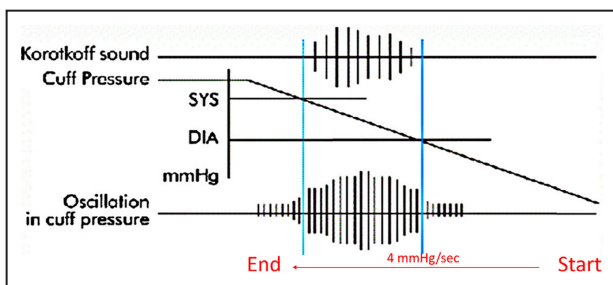 Korotkoff sound
Cuff Pressure
SYS
DIA
mmHg
Oscillation
in cuff pressure
4 mmHg/sec
End
Start